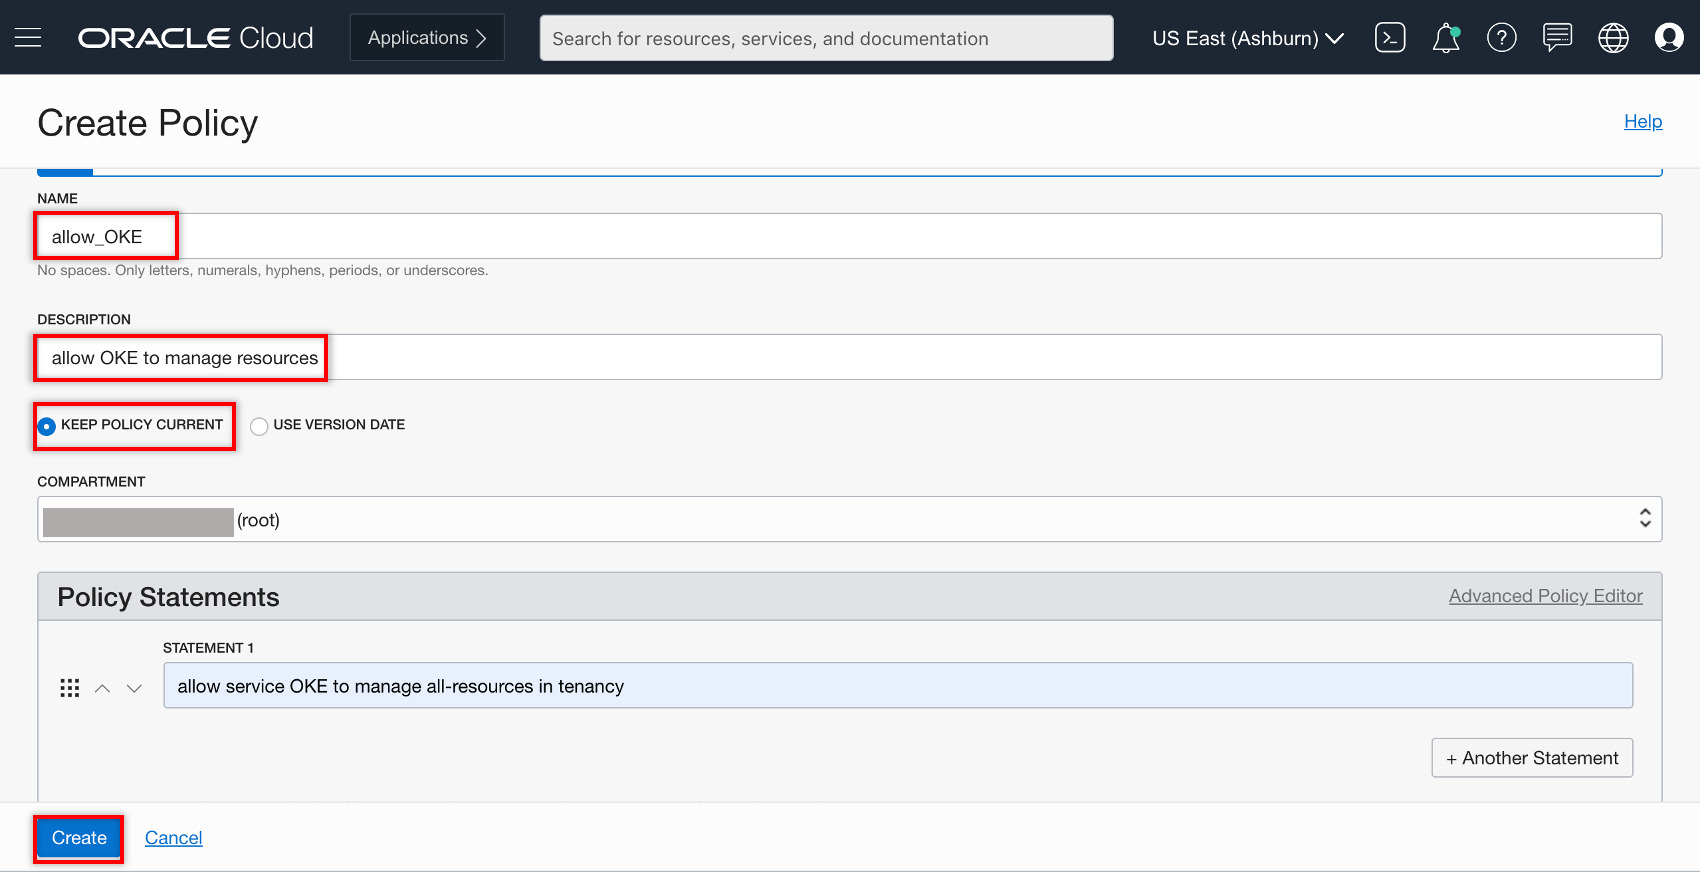 ORACLE Cloud
Applications
Search for resources, services, and documentation
US East (Ashburn)
Create Policy
Help
NAME
allow_OKE
No spaces. Only letters, numerals, hyphens, periods, or underscores.
DESCRIPTION
allow OKE to manage resources
KEEP POLICY CURRENT
USE VERSION DATE
COMPARTMENT
(root)
Policy Statements
Advanced Policy Editor
STATEMENT 1
allow service OKE to manage all-resources in tenancy
+ Another Statement
Create
Cancel